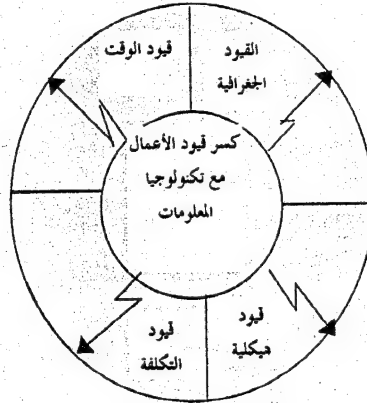 القيود
الجغرافية
قيود الوقت
كسر قيود الأعمال
مع تكنولوجيا
المعلومات
قيود
هيكلية
قيود
التكلفة